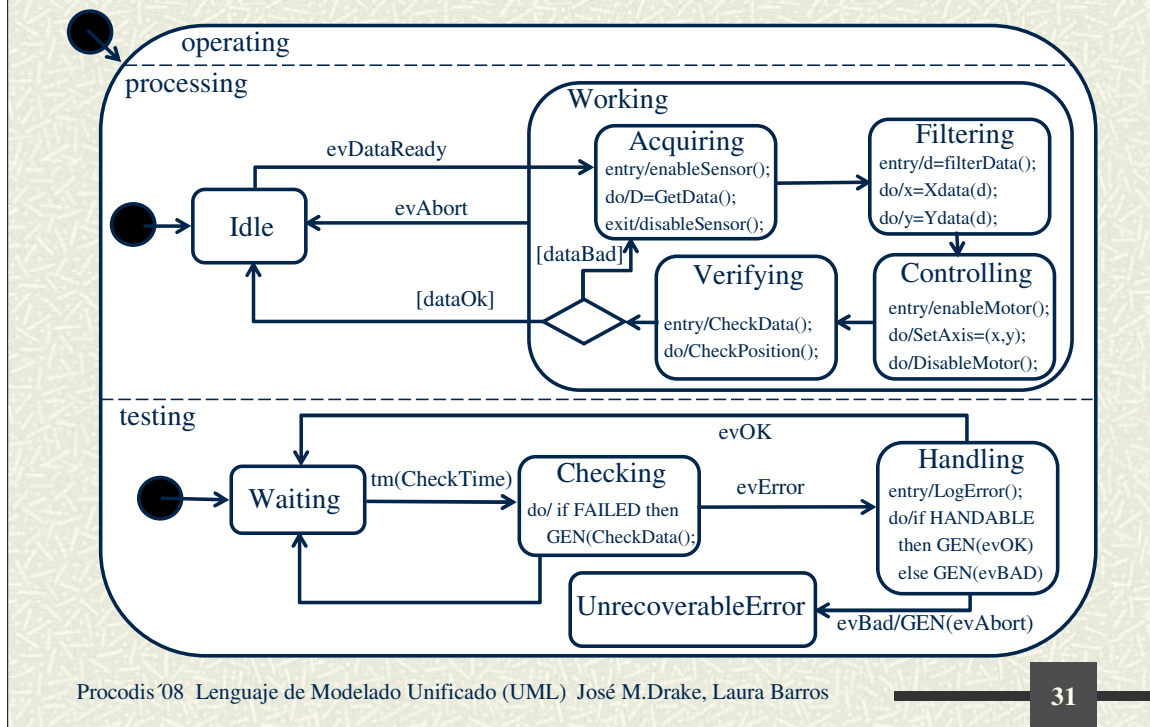 operating
processing
Working
evDataReady
Acquiring
entry/enableSensor();
do/D=GetData();
exit/disableSensor();
Filtering
entry/d=filterData();
do/x=Xdata(d);
do/y=Ydata(d);
Idle
evAbort
[dataBad]
[dataOk]
Verifying
entry/CheckData();
do/CheckPosition();
Controlling
entry/enableMotor();
do/SetAxis=(x,y);
do/DisableMotor();
testing
evOK
Waiting
tm(CheckTime)
Checking
do/ if FAILED then
GEN(CheckData();
evError
Handling
entry/LogError();
do/if HANDABLE
then GEN(evOK)
else GEN(evBAD)
UnrecoverableError
evBad/GEN(evAbort)
Procodis´08 Lenguaje de Modelado Unificado (UML) José M.Drake, Laura Barros
31